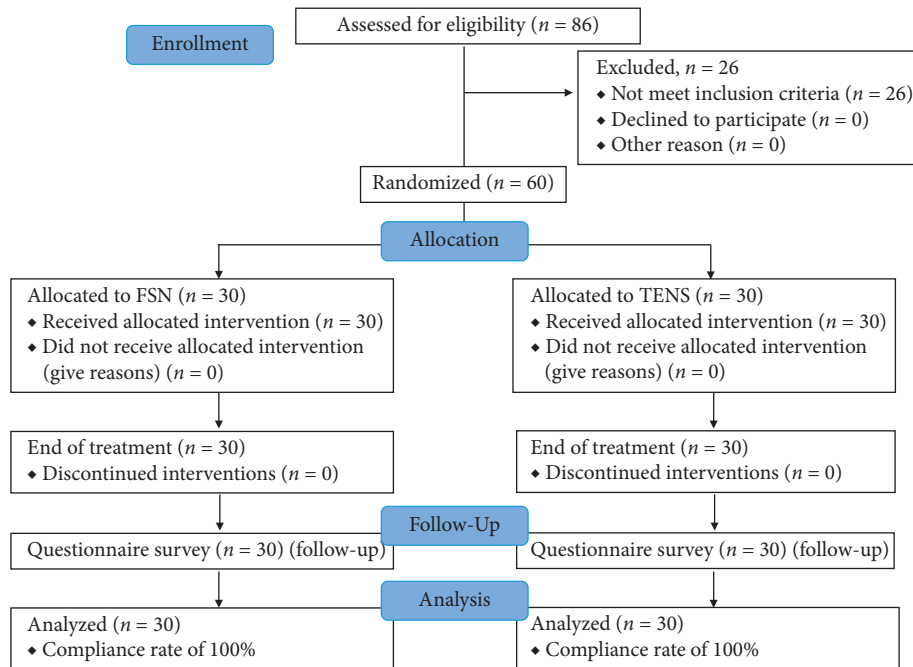 Assessed for eligibility (n = 86)
Enrollment
Excluded, n = 26
◆ Not meet inclusion criteria (n = 26)
◆ Declined to participate (n = 0)
◆ Other reason (n = 0)
Randomized (n = 60)
Allocation
Allocated to FSN (n = 30)
◆ Received allocated intervention (n = 30)
◆ Did not receive allocated intervention
(give reasons) (n = 0)
Allocated to TENS (n = 30)
◆ Received allocated intervention (n = 30)
◆ Did not receive allocated intervention
(give reasons) (n = 0)
End of treatment (n = 30)
◆ Discontinued interventions (n = 0)
End of treatment (n = 30)
◆ Discontinued interventions (n = 0)
Follow-Up
Questionnaire survey (n = 30) (follow-up)
Questionnaire survey (n = 30) (follow-up)
Analysis
Analyzed (n = 30)
◆ Compliance rate of 100%
Analyzed (n = 30)
◆ Compliance rate of 100%